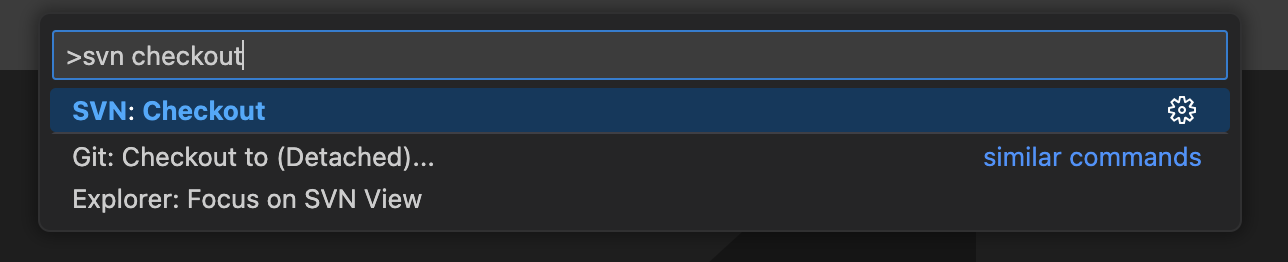 >svn checkout
SVN: Checkout
Git: Checkout to (Detached)... similar commands
Explorer: Focus on SVN View